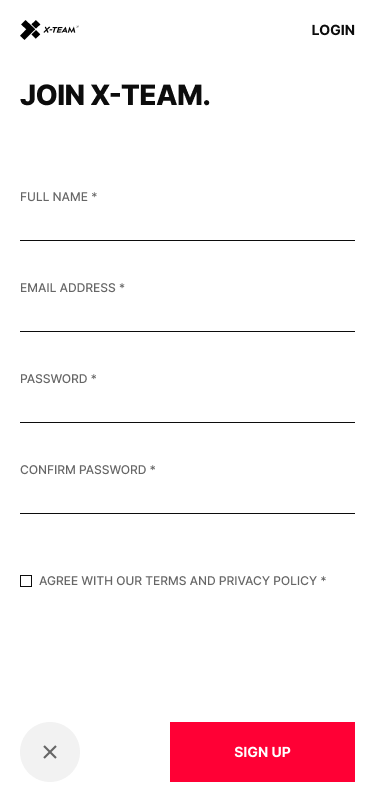 X-TEAM
LOGIN
JOIN X-TEAM.
FULL NAME *
EMAIL ADDRESS *
PASSWORD *
CONFIRM PASSWORD *
AGREE WITH OUR TERMS AND PRIVACY POLICY *
SIGN UP